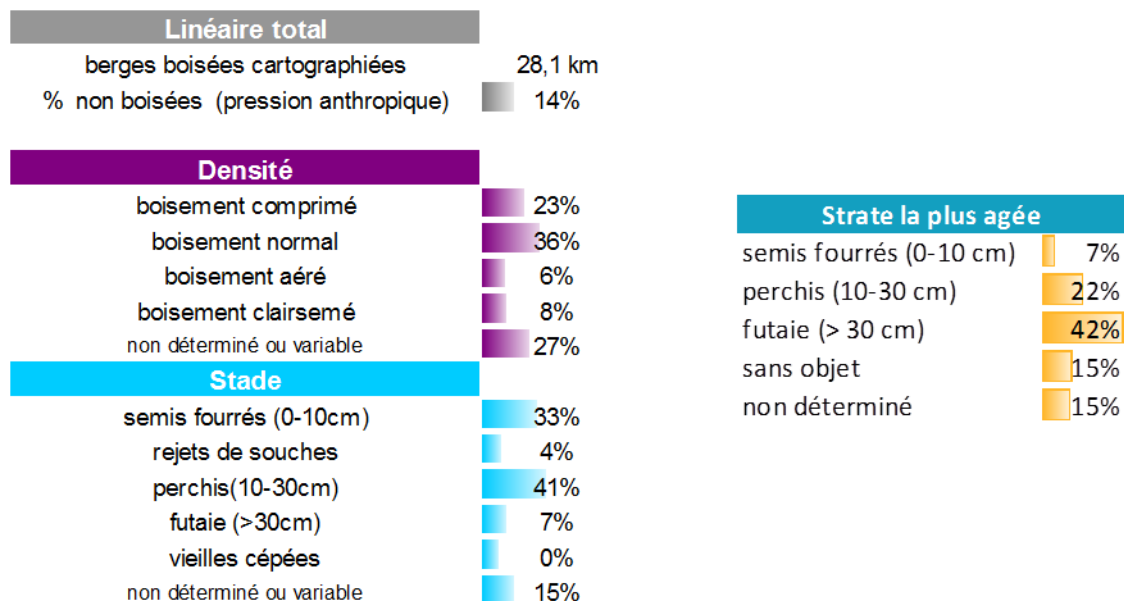 Linéaire total
berges boisées cartographiées 28,1 km
% non boisées (pression anthropique) 14%
Densité
boisement comprimé 23%
boisement normal 36%
boisement aéré 6%
boisement clairsemé 8%
non déterminé ou variable 27%
Stade
semis fourrés (0-10cm) 33%
rejets de souches 4%
perchis(10-30cm) 41%
futaie (>30cm) 7%
vieilles cépées 0%
non déterminé ou variable 15%
Strate la plus agée
semis fourrés (0-10 cm) 7%
perchis (10-30 cm) 22%
futaie (> 30 cm) 42%
sans objet 15%
non déterminé 15%